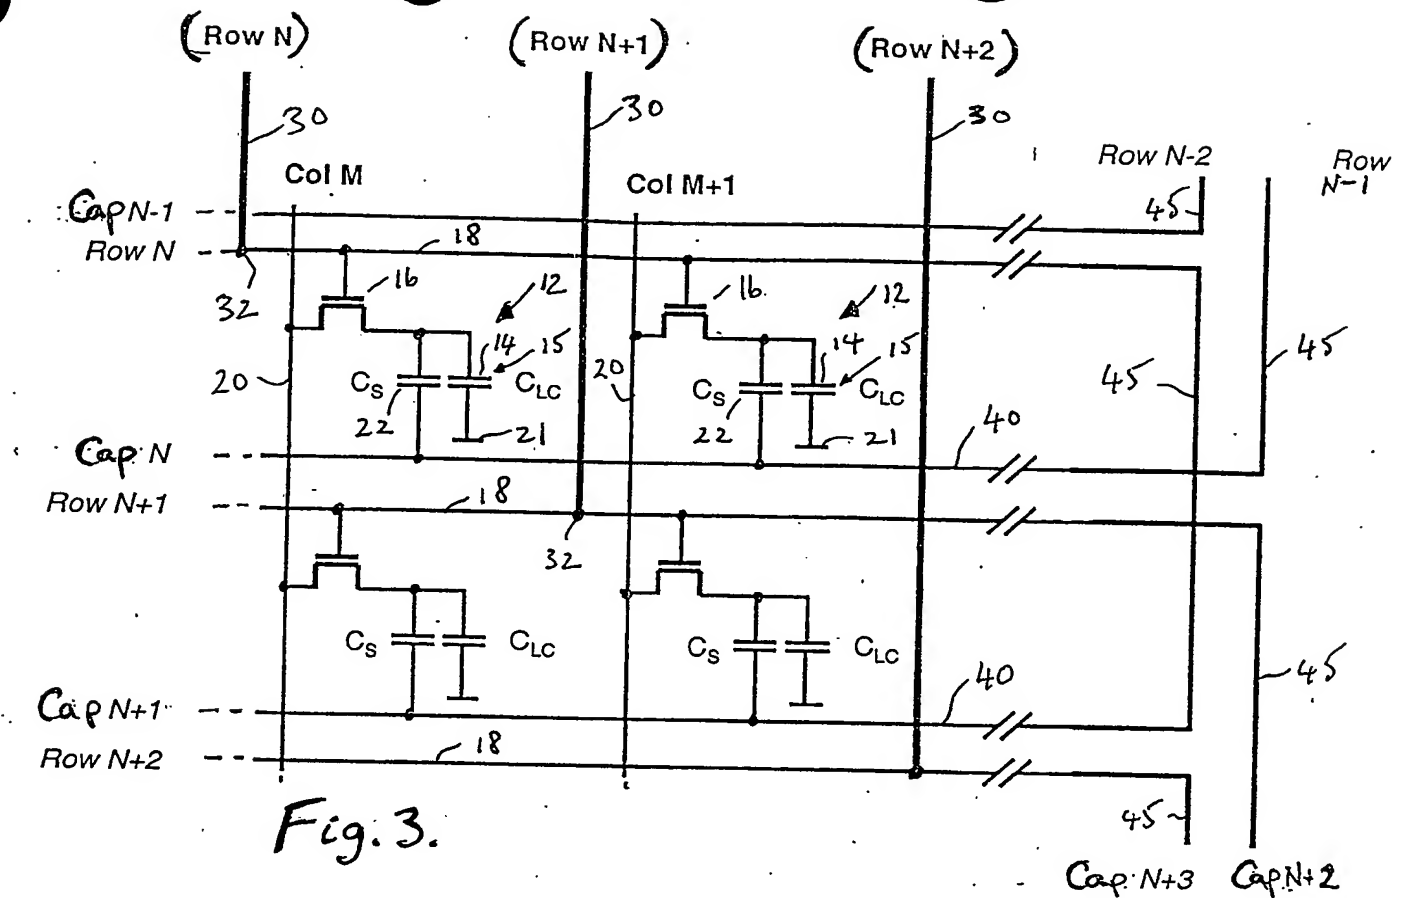 (Row N) (Row N+1) (Row N+2)
30 30 30
Row N-2 Row N-1
Col M Col M+1
Cap N-1 45
Row N 18
32 16 12 16 12
14 15 14 15 45
20 CS CLC 20 CS CLC 45
22 21 22 21
40
Cap N
Row N+1 18
32
CS CLC CS CLC
45
40
Cap N+1
Row N+2 18
45
Fig. 3.
Cap N+3 Cap N+2